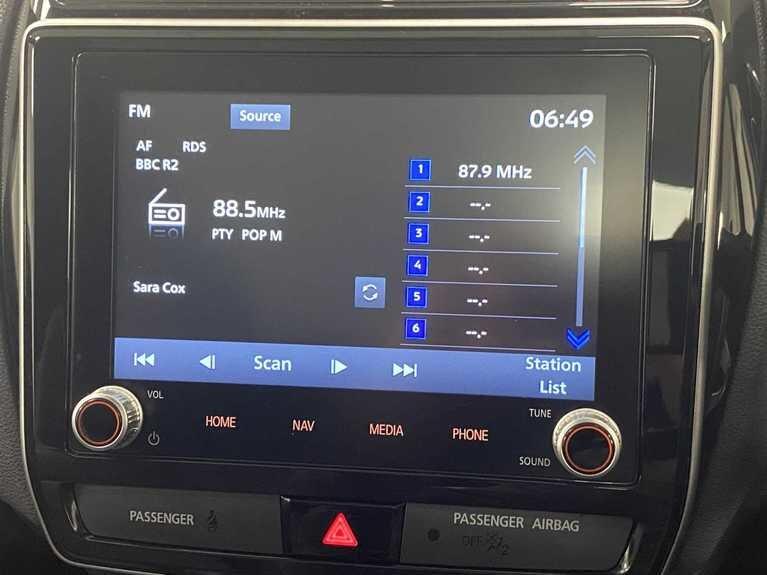 FM
Source
06:49
AF RDS
BBC R2
88.5MHz
PTY POP M
Sara Cox
1 87.9 MHz
2 --.-
3 --.-
4 --.-
5 --.-
6 --.-
Scan
Station
List
VOL
HOME
NAV
MEDIA
PHONE
TUNE
SOUND
PASSENGER
PASSENGER AIRBAG
OFF
2